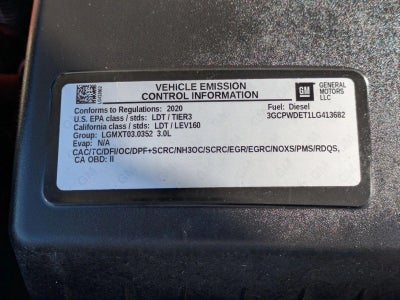 VEHICLE EMISSION
CONTROL INFORMATION
GM
GENERAL
MOTORS
LLC
Conforms to Regulations: 2020
Fuel: Diesel
U.S. EPA class / stds: LDT / TIER3
3GCPWDET1LG413682
California class / stds: LDT / LEV160
Group: LGMXT03.0352 3.0L
Evap: N/A
CAC/TC/DFI/OC/DPF+SCRC/NH3OC/SCRC/EGR/EGRC/NOXS/PMS/RDQS,
CA OBD: II